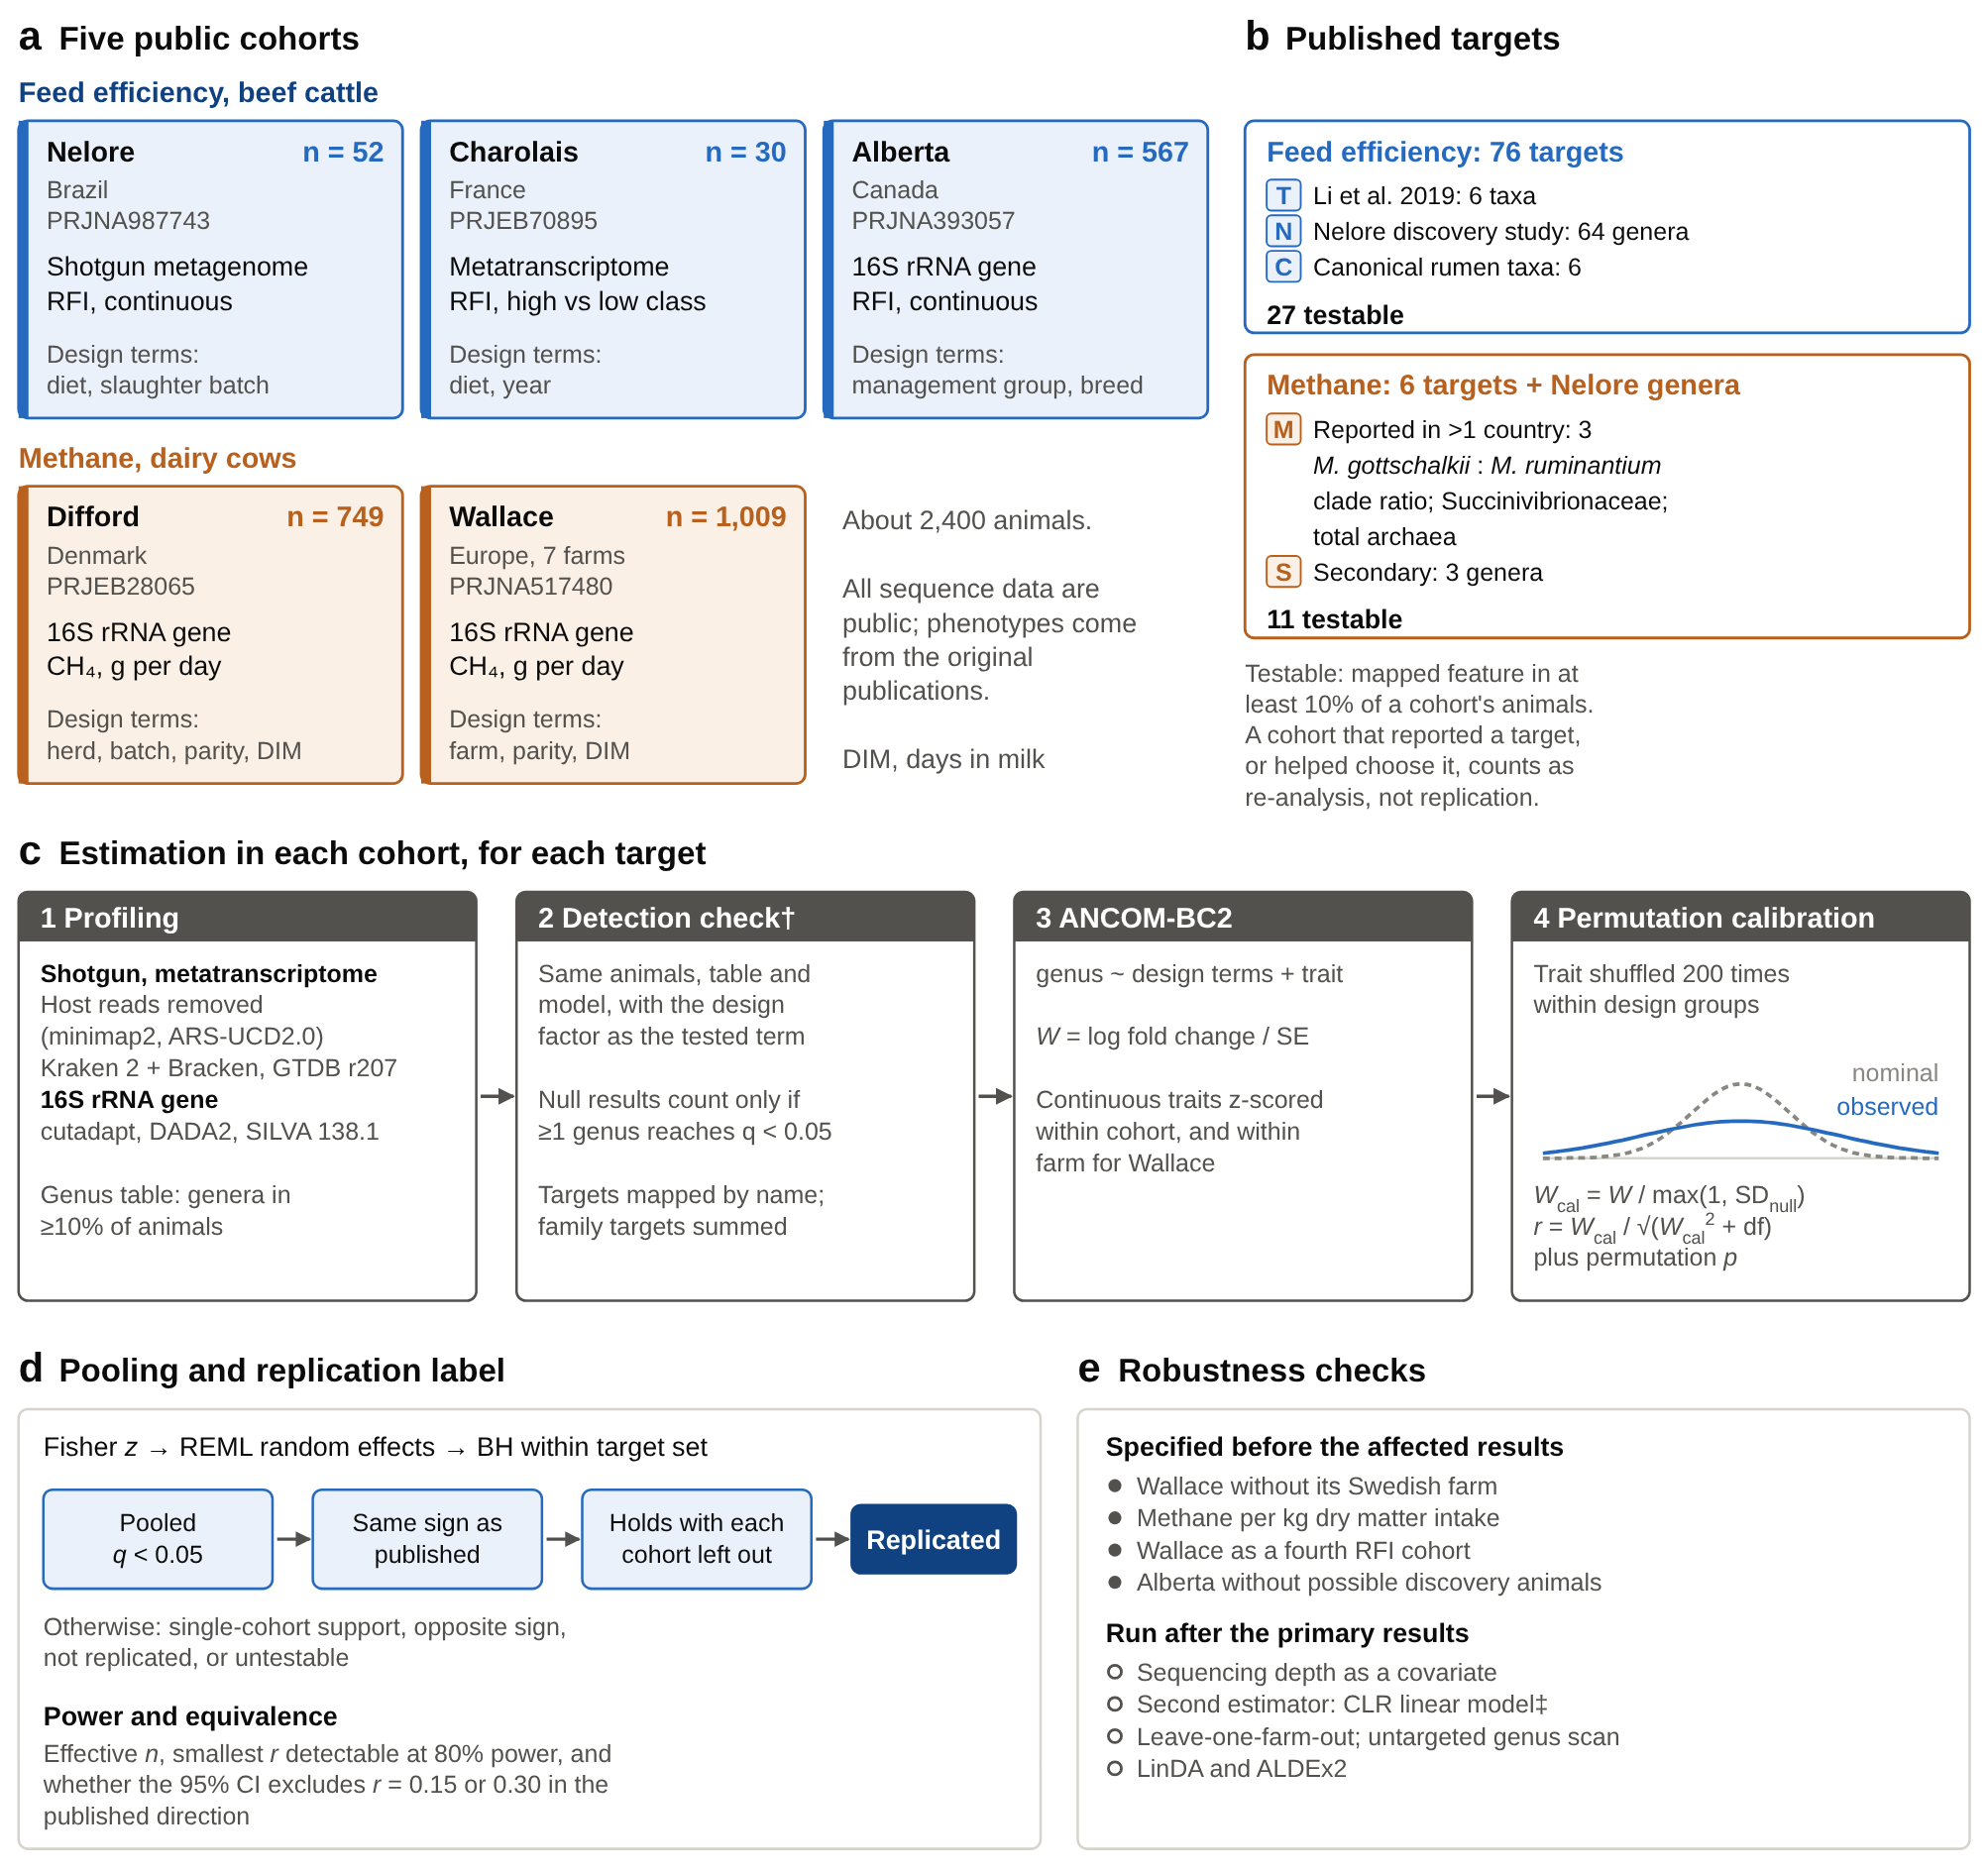 a Five public cohorts
Feed efficiency, beef cattle
Nelore n = 52
Brazil
PRJNA987743
Shotgun metagenome
RFI, continuous
Design terms:
diet, slaughter batch
Charolais n = 30
France
PRJEB70895
Metatranscriptome
RFI, high vs low class
Design terms:
diet, year
Alberta n = 567
Canada
PRJNA393057
16S rRNA gene
RFI, continuous
Design terms:
management group, breed
Methane, dairy cows
Difford n = 749
Denmark
PRJEB28065
16S rRNA gene
CH₄, g per day
Design terms:
herd, batch, parity, DIM
Wallace n = 1,009
Europe, 7 farms
PRJNA517480
16S rRNA gene
CH₄, g per day
Design terms:
farm, parity, DIM
About 2,400 animals.
All sequence data are
public; phenotypes come
from the original
publications.
DIM, days in milk
b Published targets
Feed efficiency: 76 targets
T Li et al. 2019: 6 taxa
N Nelore discovery study: 64 genera
C Canonical rumen taxa: 6
27 testable
Methane: 6 targets + Nelore genera
M Reported in >1 country: 3
M. gottschalkii : M. ruminantium
clade ratio; Succinivibrionaceae;
total archaea
S Secondary: 3 genera
11 testable
Testable: mapped feature in at
least 10% of a cohort's animals.
A cohort that reported a target,
or helped choose it, counts as
re-analysis, not replication.
c Estimation in each cohort, for each target
1 Profiling
Shotgun, metatranscriptome
Host reads removed
(minimap2, ARS-UCD2.0)
Kraken 2 + Bracken, GTDB r207
16S rRNA gene
cutadapt, DADA2, SILVA 138.1
Genus table: genera in
≥10% of animals
2 Detection check†
Same animals, table and
model, with the design
factor as the tested term
Null results count only if
≥1 genus reaches q < 0.05
Targets mapped by name;
family targets summed
3 ANCOM-BC2
genus ~ design terms + trait
W = log fold change / SE
Continuous traits z-scored
within cohort, and within
farm for Wallace
4 Permutation calibration
Trait shuffled 200 times
within design groups
nominal
observed
Wcal = W / max(1, SDnull)
r = Wcal / √(Wcal² + df)
plus permutation p
d Pooling and replication label
Fisher z → REML random effects → BH within target set
Pooled
q < 0.05
Same sign as
published
Holds with each
cohort left out
Replicated
Otherwise: single-cohort support, opposite sign,
not replicated, or untestable
Power and equivalence
Effective n, smallest r detectable at 80% power, and
whether the 95% CI excludes r = 0.15 or 0.30 in the
published direction
e Robustness checks
Specified before the affected results
Wallace without its Swedish farm
Methane per kg dry matter intake
Wallace as a fourth RFI cohort
Alberta without possible discovery animals
Run after the primary results
Sequencing depth as a covariate
Second estimator: CLR linear model‡
Leave-one-farm-out; untargeted genus scan
LinDA and ALDEx2